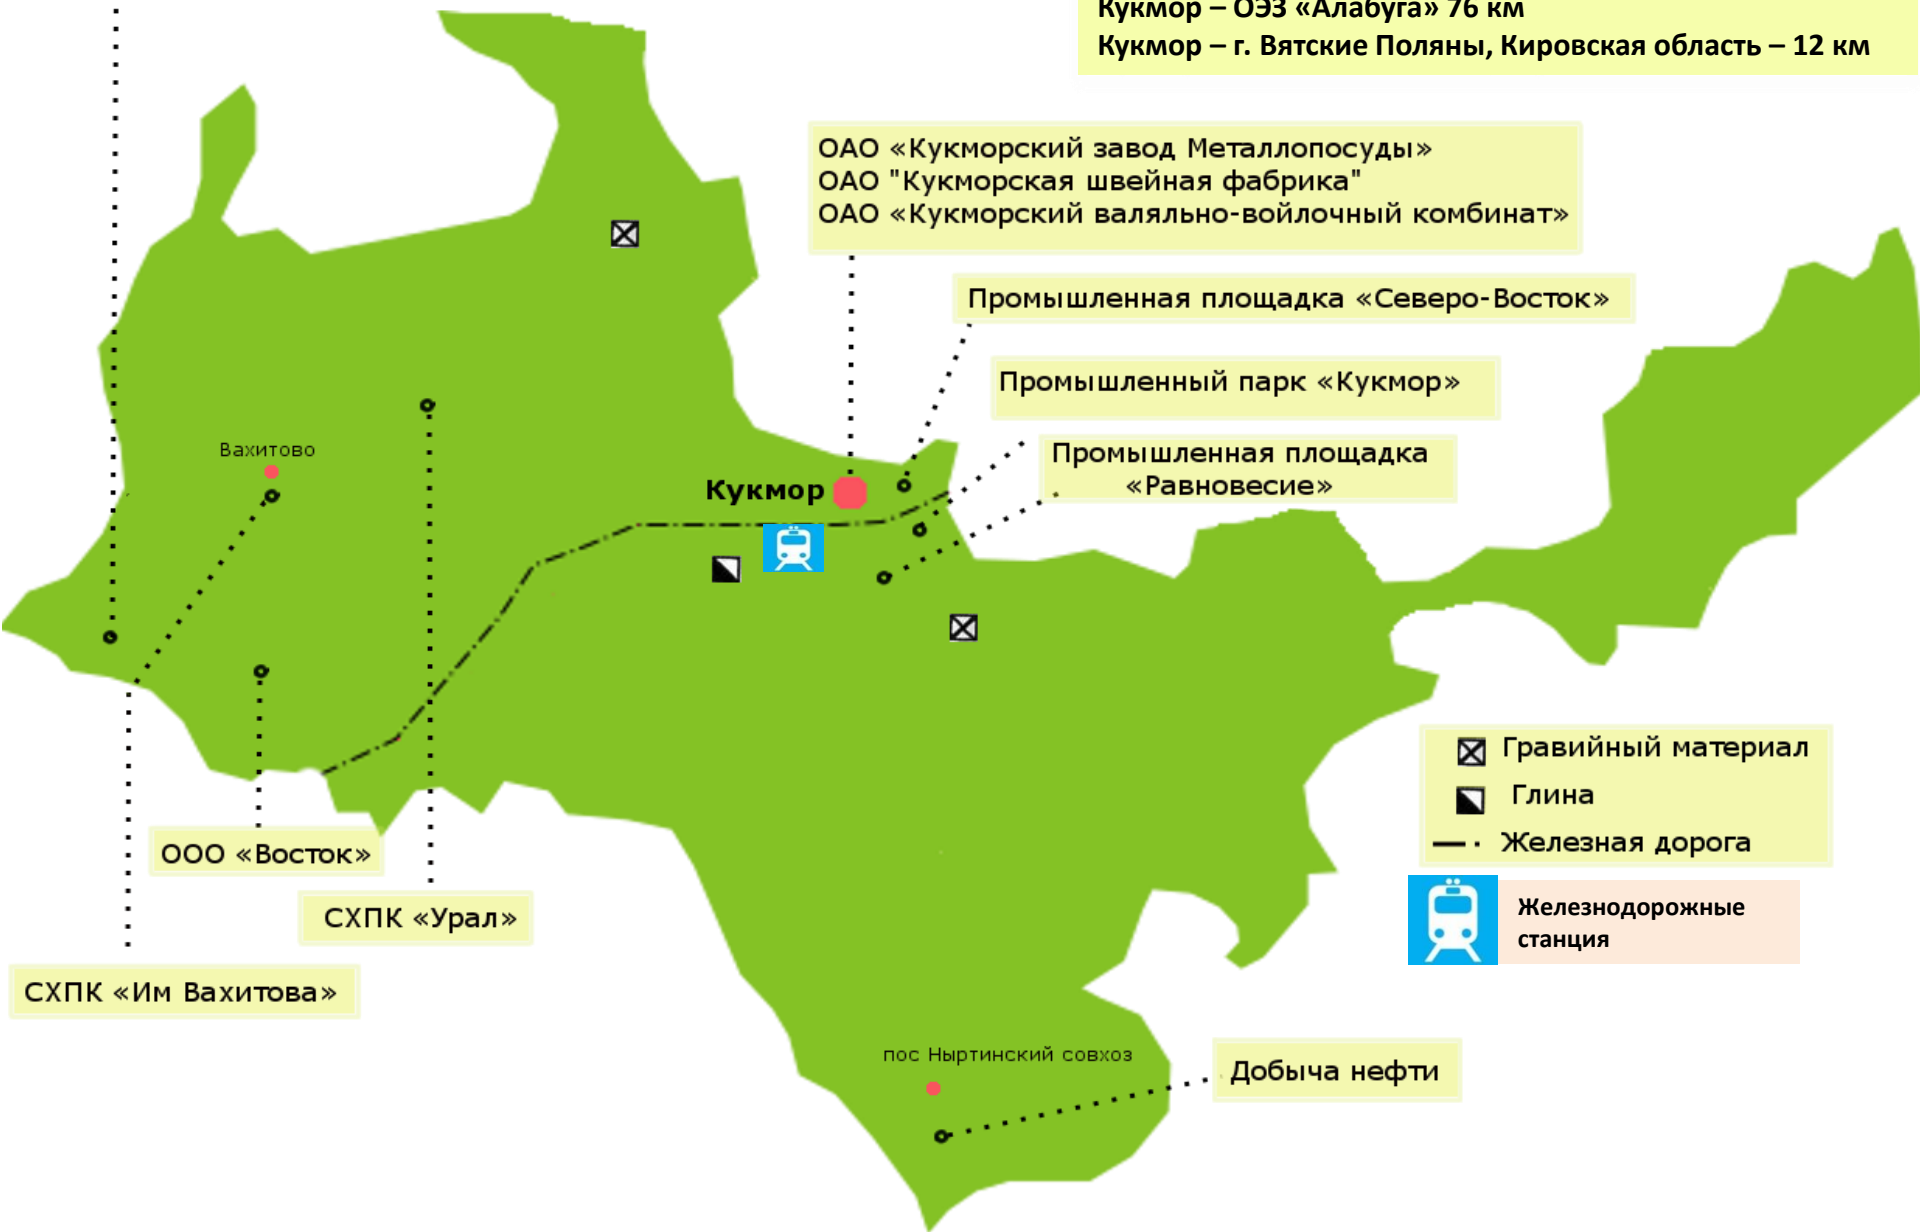 Кукмор – ОЭЗ «Алабуга» 76 км
Кукмор – г. Вятские Поляны, Кировская область – 12 км
ОАО «Кукморский завод Металлопосуды»
ОАО "Кукморская швейная фабрика"
ОАО «Кукморский валяльно-войлочный комбинат»
Промышленная площадка «Северо-Восток»
Промышленный парк «Кукмор»
Промышленная площадка
«Равновесие»
Вахитово
Кукмор
Гравийный материал
Глина
Железная дорога
Железнодорожные
станция
ООО «Восток»
СХПК «Урал»
СХПК «Им Вахитова»
пос Ныртинский совхоз
Добыча нефти